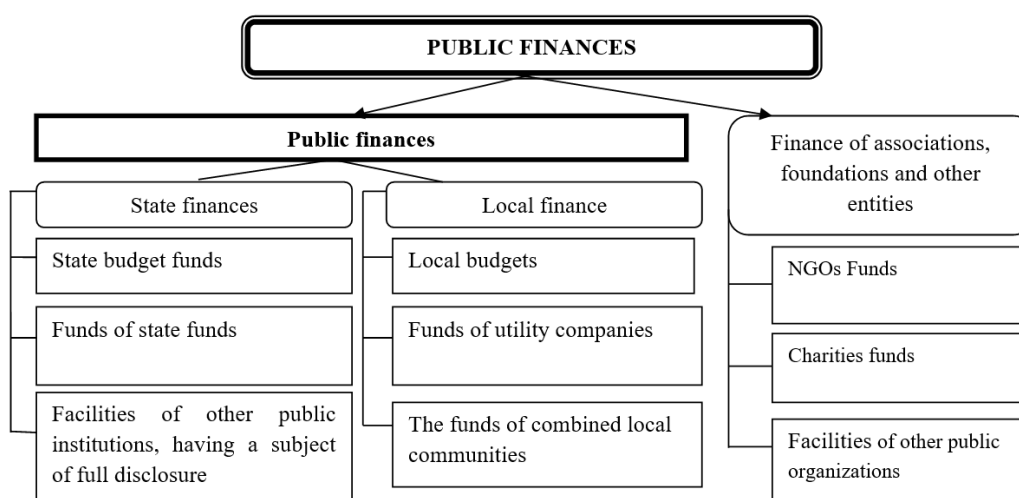 PUBLIC FINANCES
Public finances
Finance of associations,
foundations and other
entities
State finances
Local finance
State budget funds
Local budgets
NGOs Funds
Funds of state funds
Funds of utility companies
Charities funds
Facilities of other public
institutions, having a subject
of full disclosure
The funds of combined local
communities
Facilities of other public
organizations